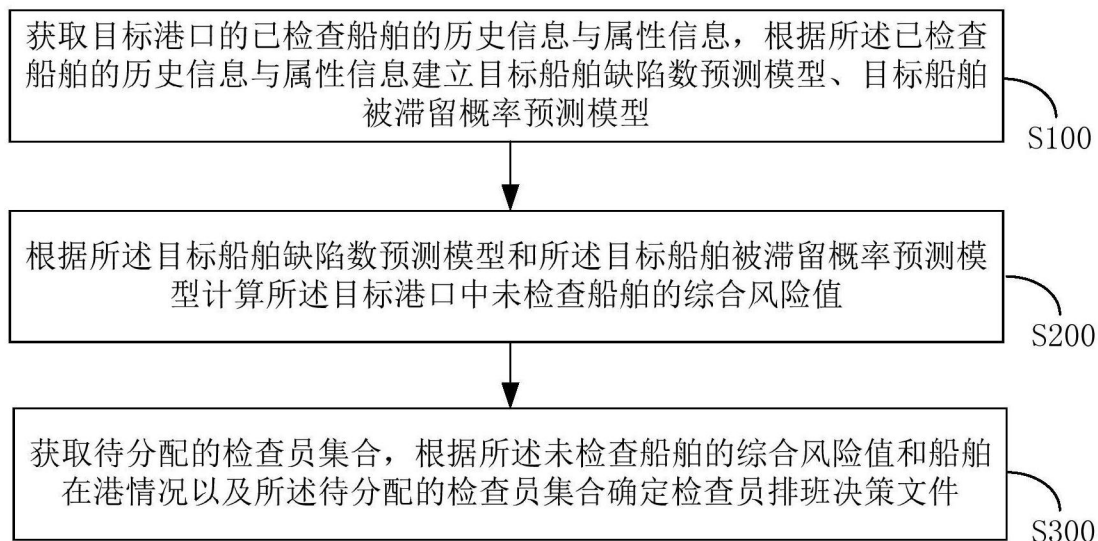 获取目标港口的已检查船舶的历史信息与属性信息，根据所述已检查
船舶的历史信息与属性信息建立目标船舶缺陷数预测模型、目标船舶
被滞留概率预测模型
S100
根据所述目标船舶缺陷数预测模型和所述目标船舶被滞留概率预测模
型计算所述目标港口中未检查船舶的综合风险值
S200
获取待分配的检查员集合，根据所述未检查船舶的综合风险值和船舶
在港情况以及所述待分配的检查员集合确定检查员排班决策文件
S300